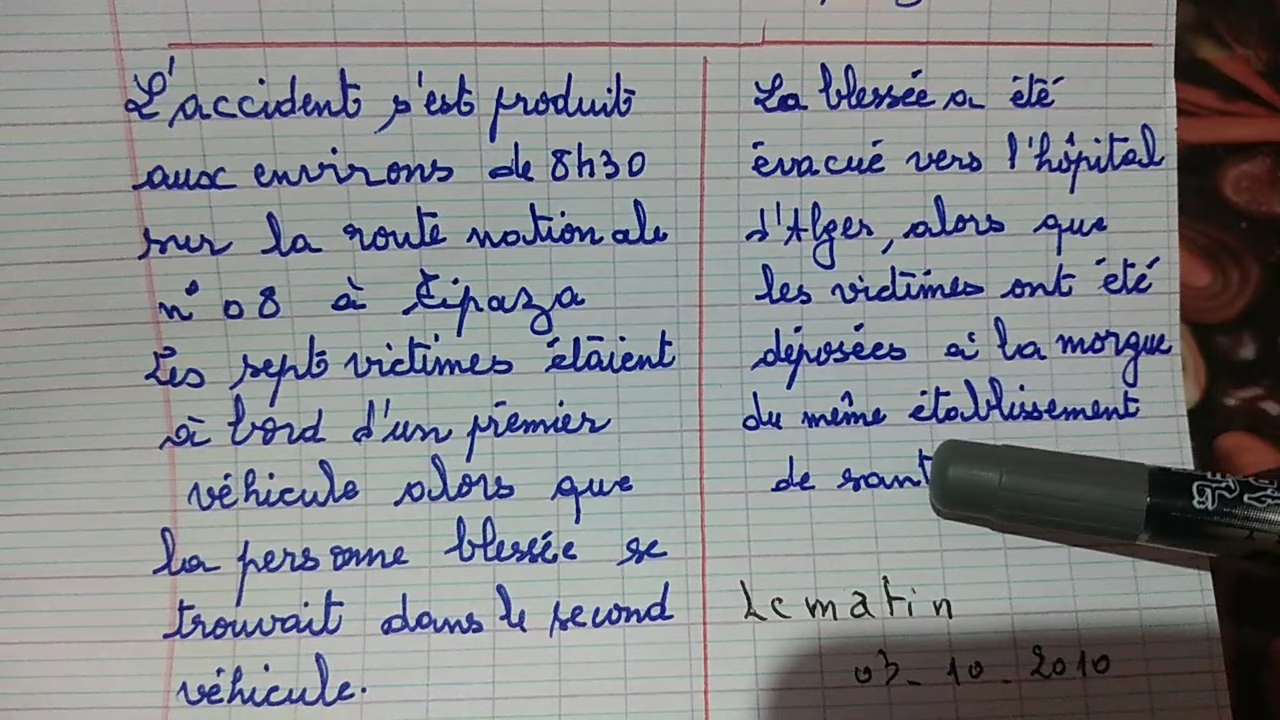 L'accident s'est produit
aux environs de 8h30
sur la route nationale
n° 08 à Tipaza
Les sept victimes étaient
à bord d'un premier
véhicule alors que
la personne blessée se
trouvait dans le second
véhicule.
La blessée a été
évacué vers l'hôpital
d'Alger, alors que
les victimes ont été
déposées à la morgue
du même établissement
de sant
Le matin
03-10-2010